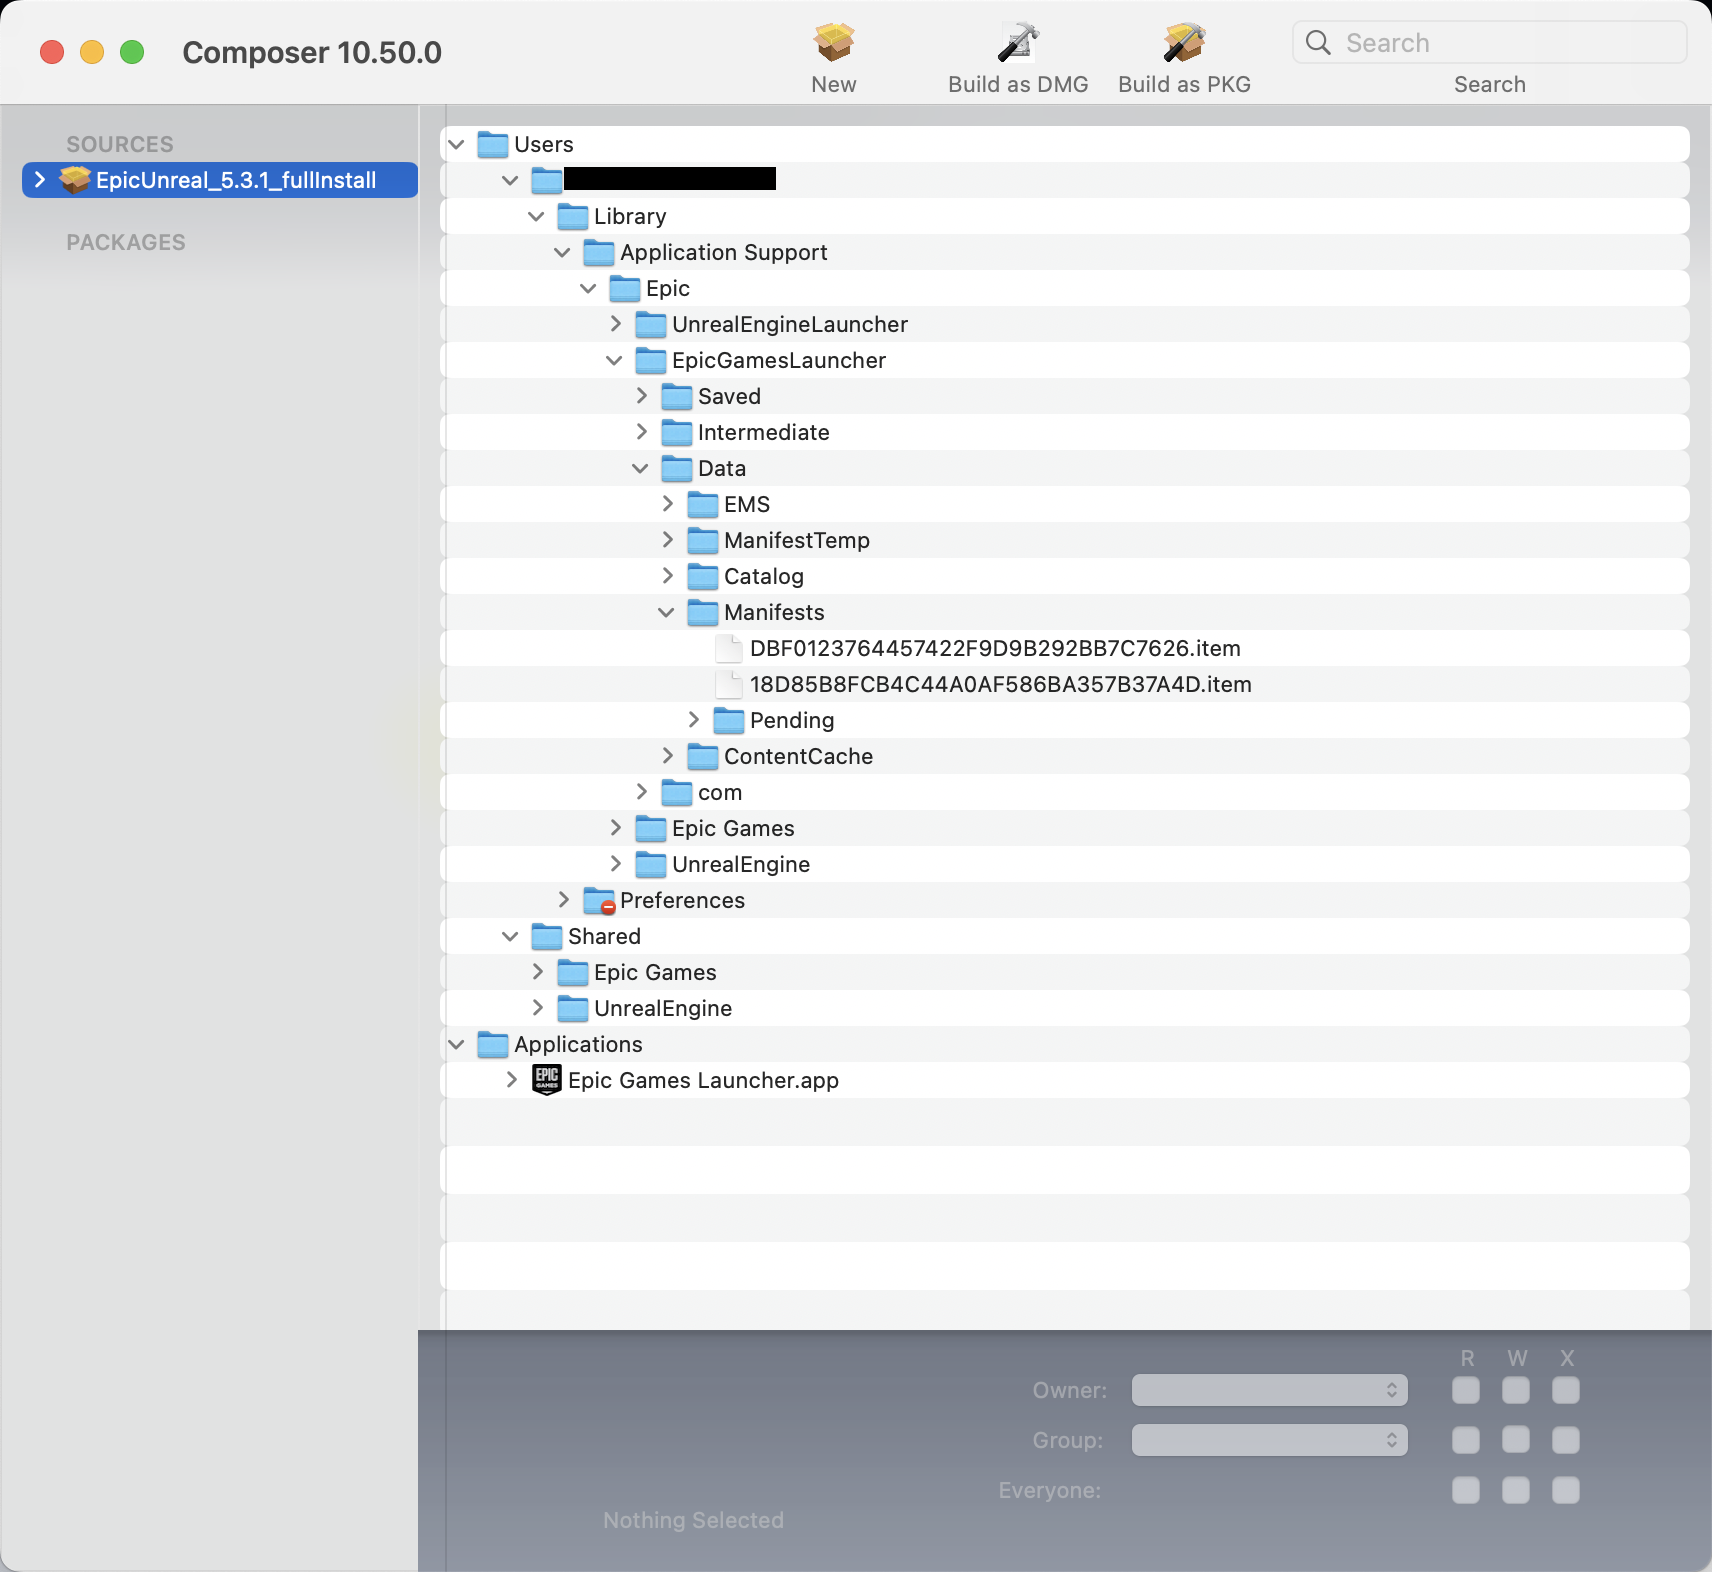 Composer 10.50.0
New
Build as DMG
Build as PKG
Search
Search
SOURCES
EpicUnreal_5.3.1_fullInstall
PACKAGES
Users
Library
Application Support
Epic
UnrealEngineLauncher
EpicGamesLauncher
Saved
Intermediate
Data
EMS
ManifestTemp
Catalog
Manifests
DBF0123764457422F9D9B292BB7C7626.item
18D85B8FCB4C44A0AF586BA357B37A4D.item
Pending
ContentCache
com
Epic Games
UnrealEngine
Preferences
Shared
Epic Games
UnrealEngine
Applications
EPIC GAMES
Epic Games Launcher.app
R W X
Owner:
Group:
Everyone:
Nothing Selected